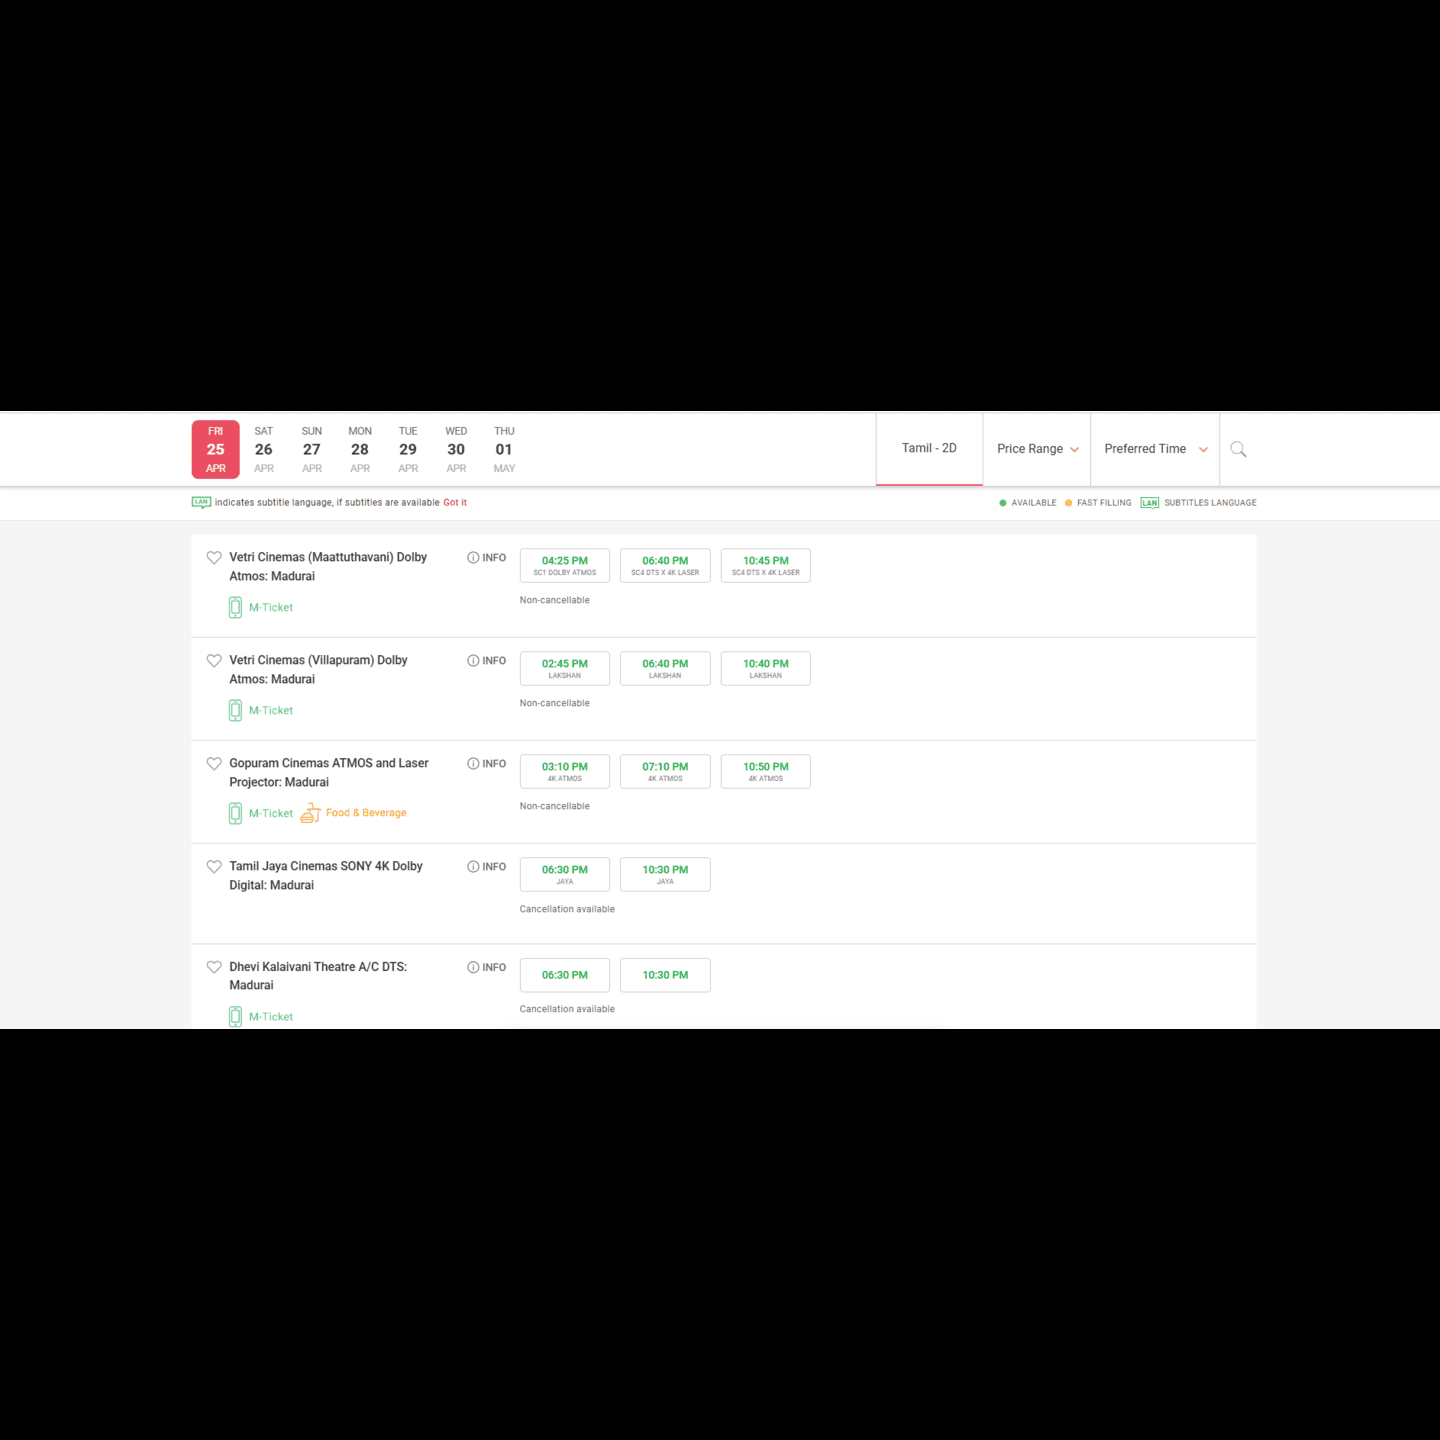 FRI SAT SUN MON TUE WED THU
25 26 27 28 29 30 01
APR APR APR APR APR APR MAY
Tamil - 2D Price Range Preferred Time
LAN indicates subtitle language, if subtitles are available Got it
AVAILABLE FAST FILLING LAN SUBTITLES LANGUAGE
Vetri Cinemas (Maattuthavani) Dolby
Atmos: Madurai
M-Ticket
INFO
04:25 PM 06:40 PM 10:45 PM
SC1 DOLBY ATMOS SC4 DTS X 4K LASER SC4 DTS X 4K LASER
Non-cancellable
Vetri Cinemas (Villapuram) Dolby
Atmos: Madurai
M-Ticket
INFO
02:45 PM 06:40 PM 10:40 PM
LAKSHAN LAKSHAN LAKSHAN
Non-cancellable
Gopuram Cinemas ATMOS and Laser
Projector: Madurai
M-Ticket Food & Beverage
INFO
03:10 PM 07:10 PM 10:50 PM
4K ATMOS 4K ATMOS 4K ATMOS
Non-cancellable
Tamil Jaya Cinemas SONY 4K Dolby
Digital: Madurai
INFO
06:30 PM 10:30 PM
JAYA JAYA
Cancellation available
Dhevi Kalaivani Theatre A/C DTS:
Madurai
M-Ticket
INFO
06:30 PM 10:30 PM
Cancellation available